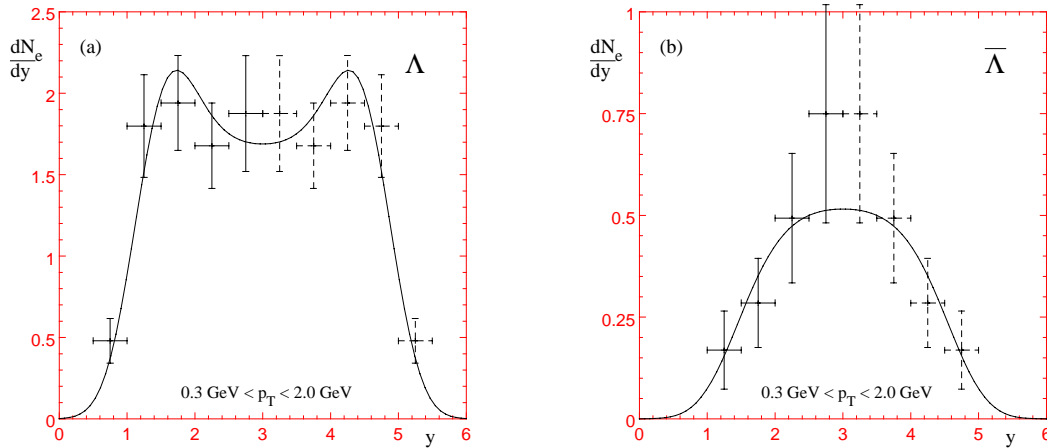 2.5
2
1.5
1
0.5
0
dN_e
dy
(a)
Λ
0.3 GeV < p_T < 2.0 GeV
0 1 2 3 4 5 6
y
1
0.75
0.5
0.25
0
dN_e
dy
(b)
Λ̅
0.3 GeV < p_T < 2.0 GeV
0 1 2 3 4 5 6
y